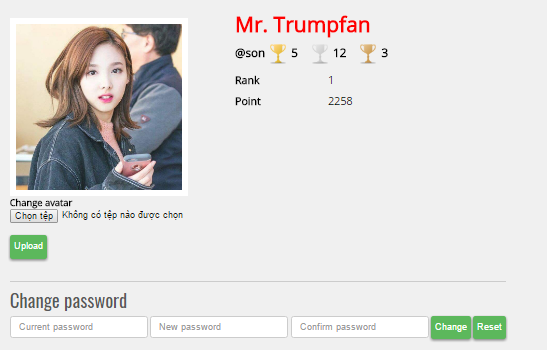 Mr. Trumpfan
@son 5 12 3
Rank 1
Point 2258
Change avatar
Chọn tệp Không có tệp nào được chọn
Upload
Change password
Current password New password Confirm password Change Reset